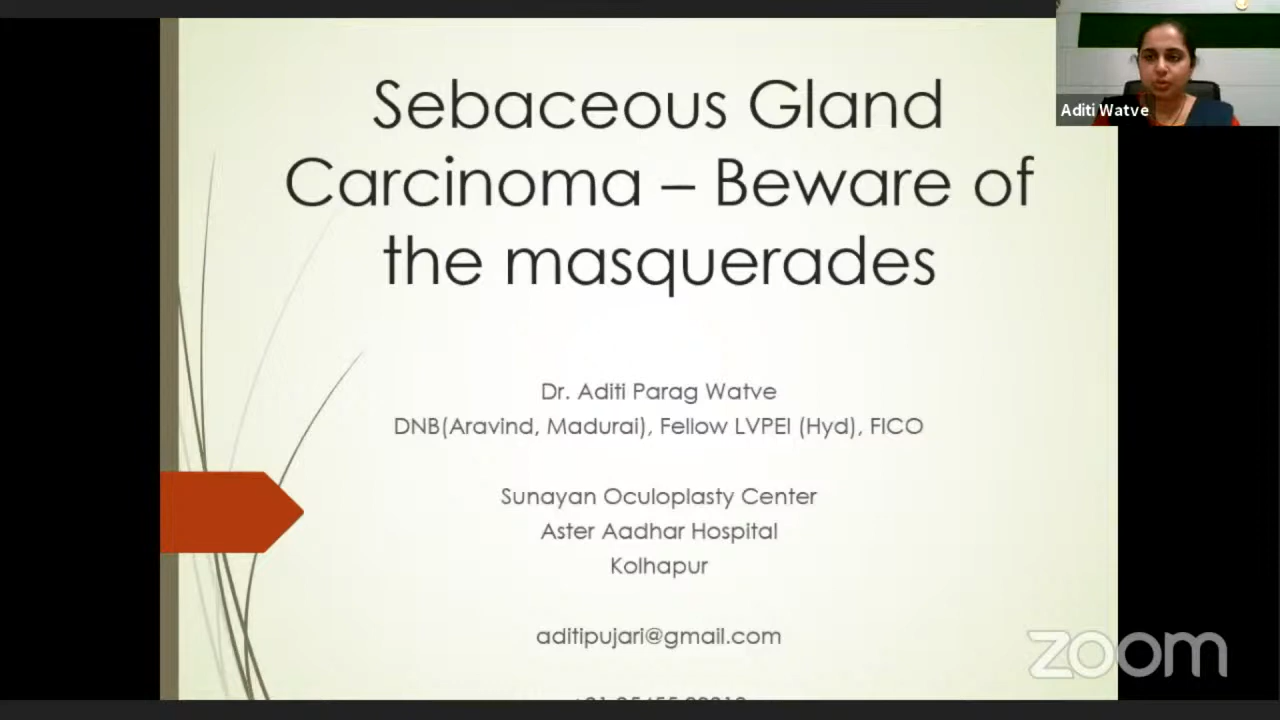 Sebaceous Gland
Carcinoma – Beware of
the masquerades
Dr. Aditi Parag Watve
DNB(Aravind, Madurai), Fellow LVPEI (Hyd), FICO
Sunayan Oculoplasty Center
Aster Aadhar Hospital
Kolhapur
aditipujari@gmail.com
Aditi Watve
zoom